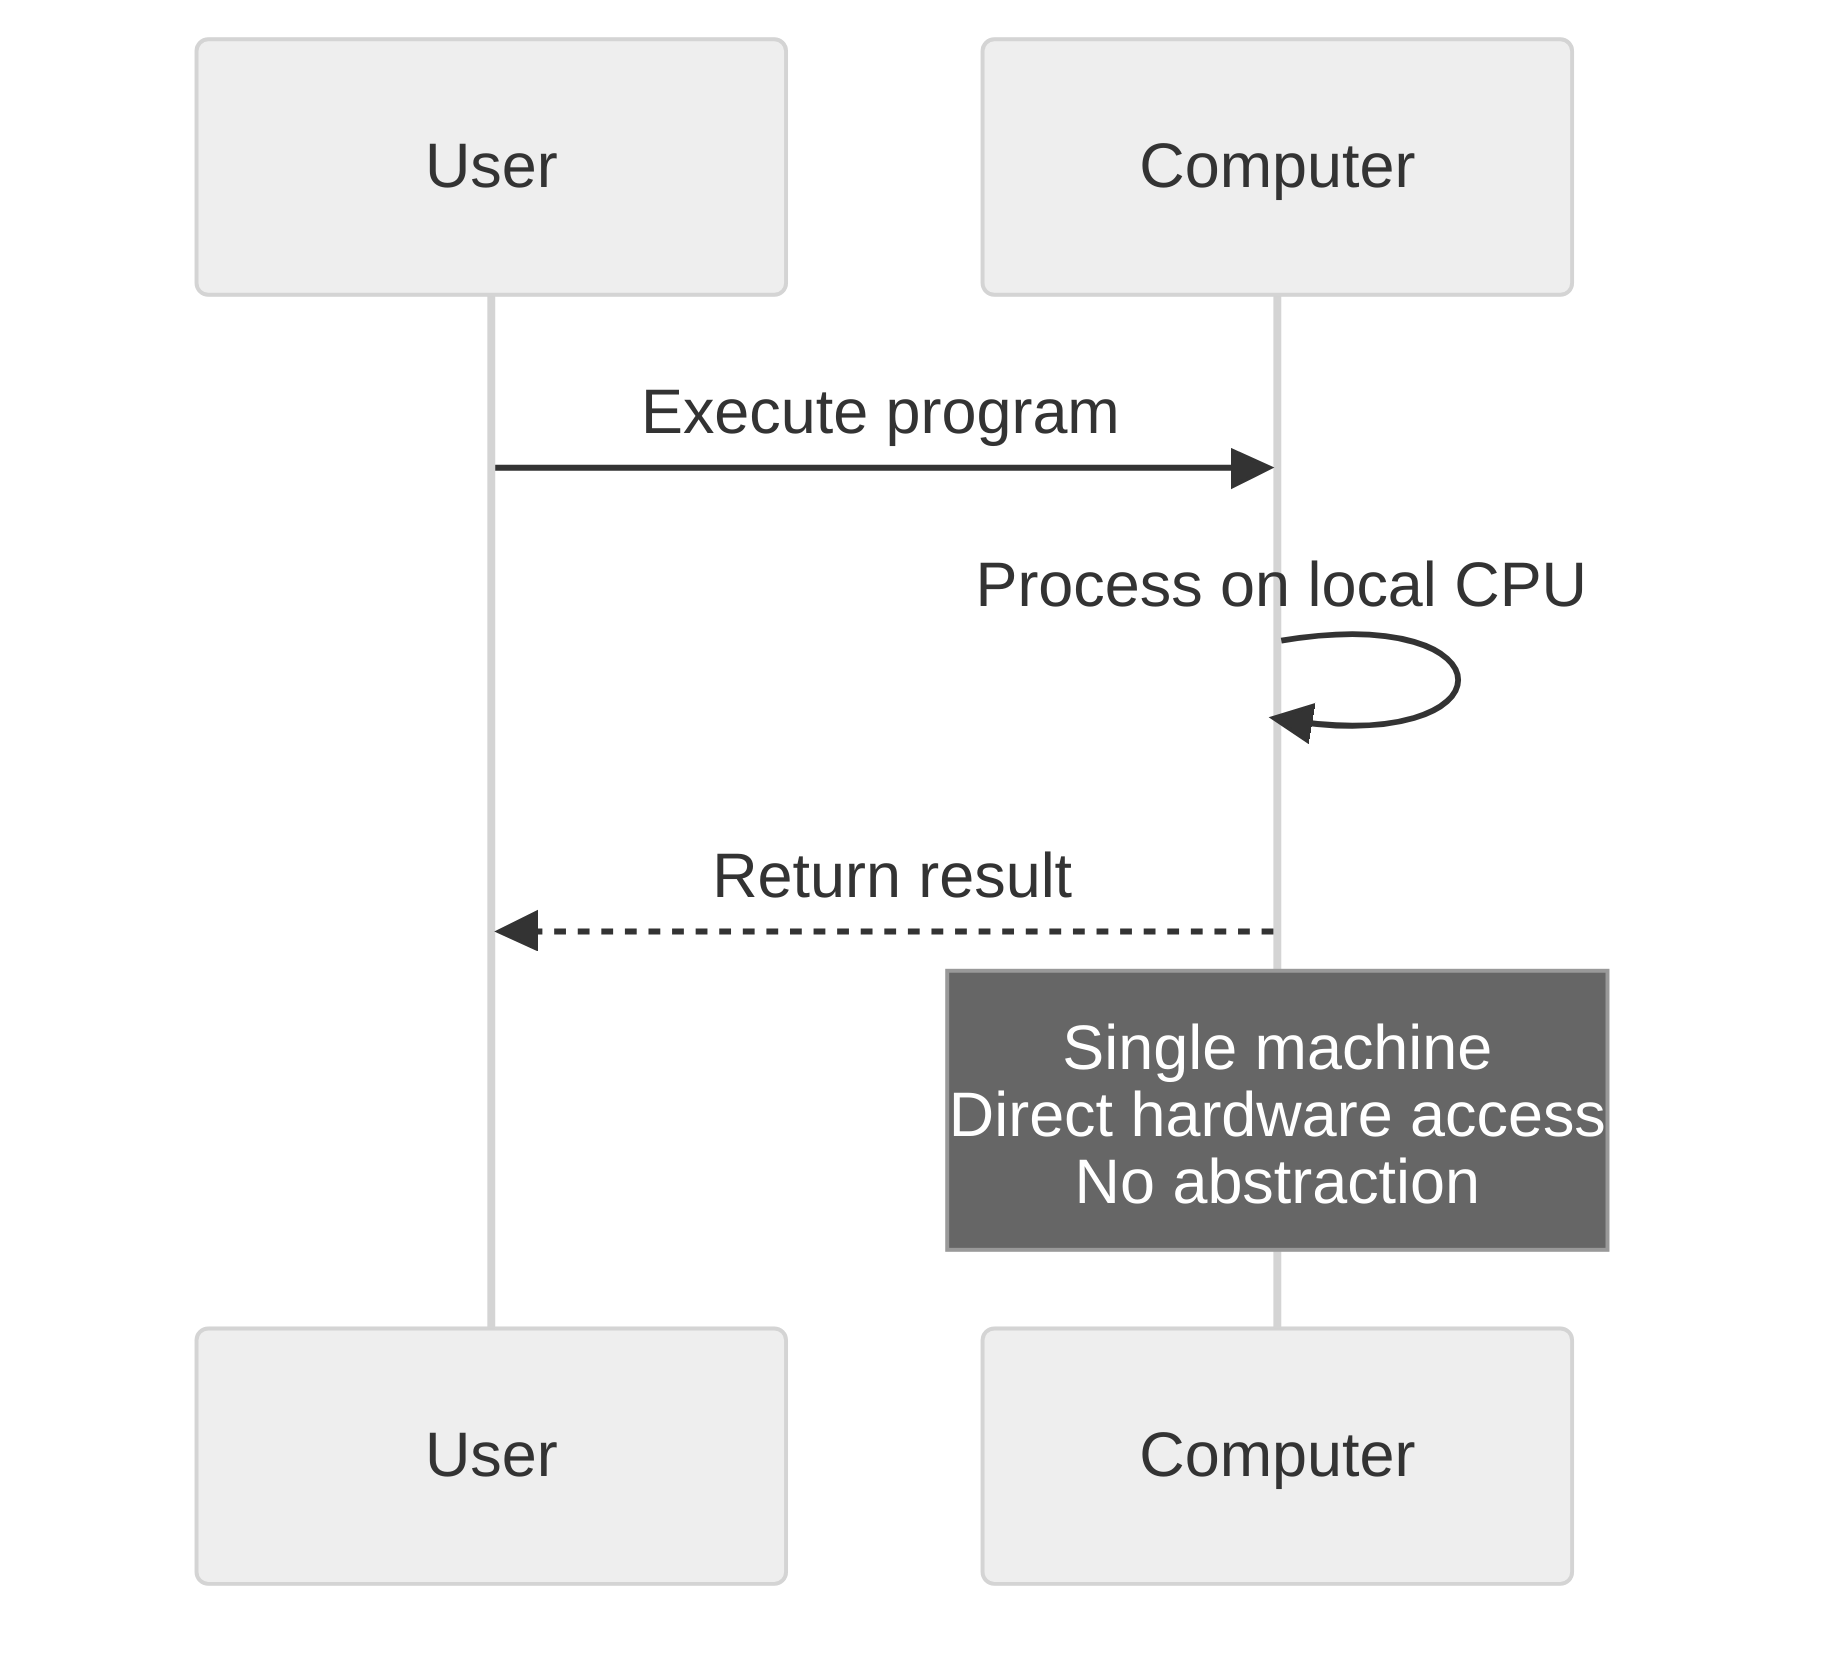 User
Computer
Execute program
Process on local CPU
Return result
Single machine
Direct hardware access
No abstraction
User
Computer